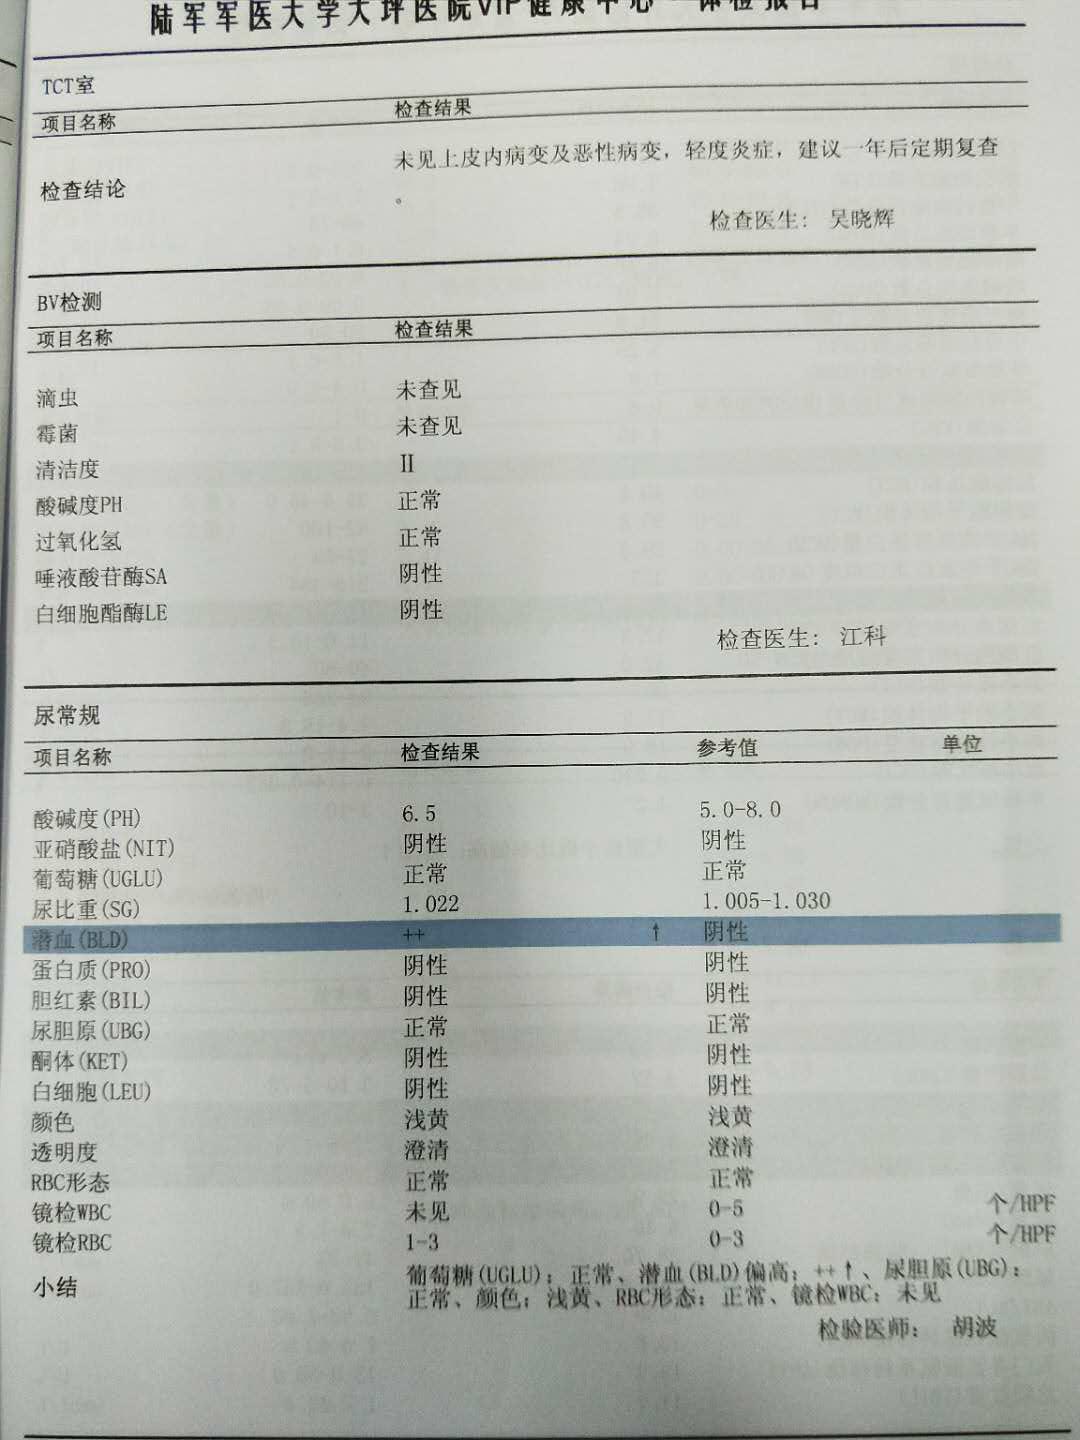 陆军军医大学大坪医院VIP健康中心 体检报告
TCT室
项目名称 检查结果
检查结论 未见上皮内病变及恶性病变，轻度炎症，建议一年后定期复查
。
检查医生： 吴晓辉
BV检测
项目名称 检查结果
滴虫 未查见
霉菌 未查见
清洁度 Ⅱ
酸碱度PH 正常
过氧化氢 正常
唾液酸苷酶SA 阴性
白细胞酯酶LE 阴性
检查医生： 江科
尿常规
项目名称 检查结果 参考值 单位
酸碱度(PH) 6.5 5.0-8.0
亚硝酸盐(NIT) 阴性 阴性
葡萄糖(UGLU) 正常 正常
尿比重(SG) 1.022 1.005-1.030
潜血(BLD) ++ ↑ 阴性
蛋白质(PRO) 阴性 阴性
胆红素(BIL) 阴性 阴性
尿胆原(UBG) 正常 正常
酮体(KET) 阴性 阴性
白细胞(LEU) 阴性 阴性
颜色 浅黄 浅黄
透明度 澄清 澄清
RBC形态 正常 正常
镜检WBC 未见 0-5 个/HPF
镜检RBC 1-3 0-3 个/HPF
小结 葡萄糖(UGLU)：正常、潜血(BLD)偏高：++↑、尿胆原(UBG)：
正常、颜色：浅黄、RBC形态：正常、镜检WBC：未见
检验医师： 胡波